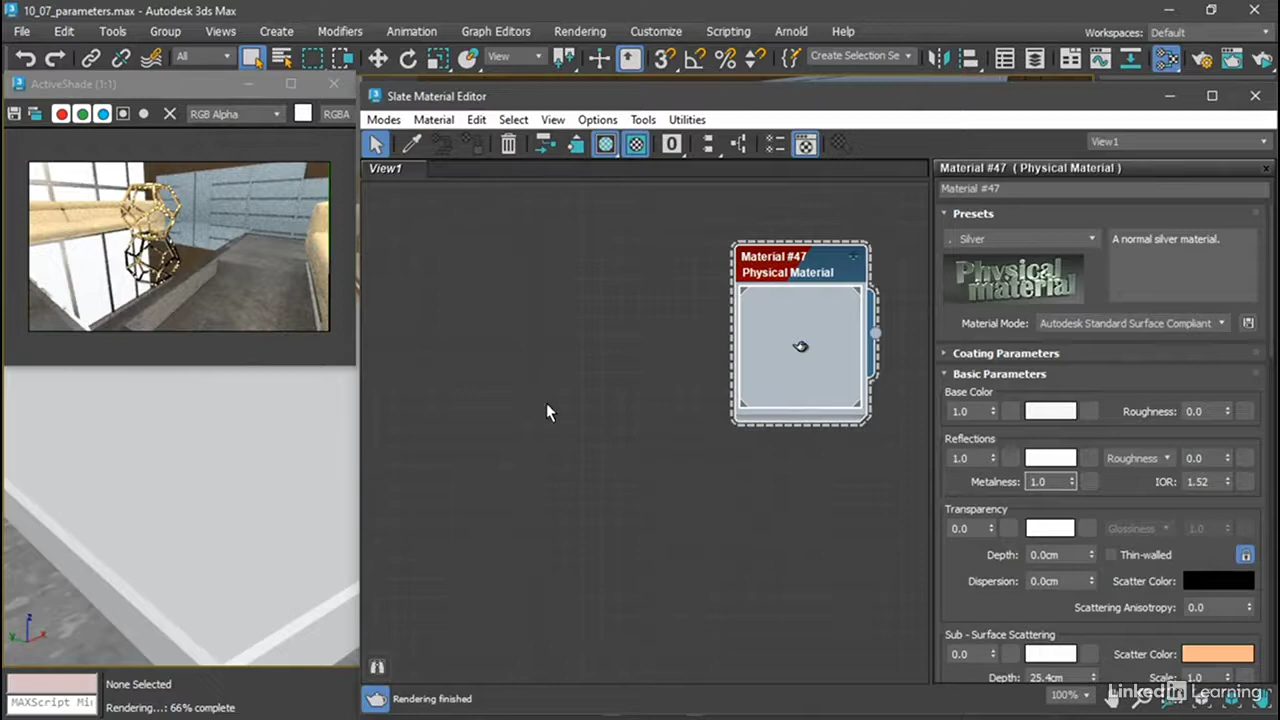 10_07_parameters.max - Autodesk 3ds Max
File Edit Tools Group Views Create Modifiers Animation Graph Editors Rendering Customize Scripting Arnold Help Workspaces: Default
All View Create Selection Se
ActiveShade (1:1)
RGB Alpha RGBA
Slate Material Editor
Modes Material Edit Select View Options Tools Utilities
View1
View1
Material #47 ( Physical Material )
Material #47
Presets
Silver
A normal silver material.
Physical material
Material Mode: Autodesk Standard Surface Compliant
Material #47
Physical Material
Coating Parameters
Basic Parameters
Base Color
1.0 Roughness: 0.0
Reflections
1.0 Roughness 0.0
Metalness: 1.0 IOR: 1.52
Transparency
0.0 Glossiness 1.0
Depth: 0.0cm Thin-walled
Dispersion: 0.0cm Scatter Color:
Scattering Anisotropy: 0.0
Sub - Surface Scattering
0.0 Scatter Color:
Depth: 25.4cm Scale: 1.0
z
y
x
None Selected
MAXScript Mi
Rendering...: 66% complete
Rendering finished
100%
LinkedIn Learning